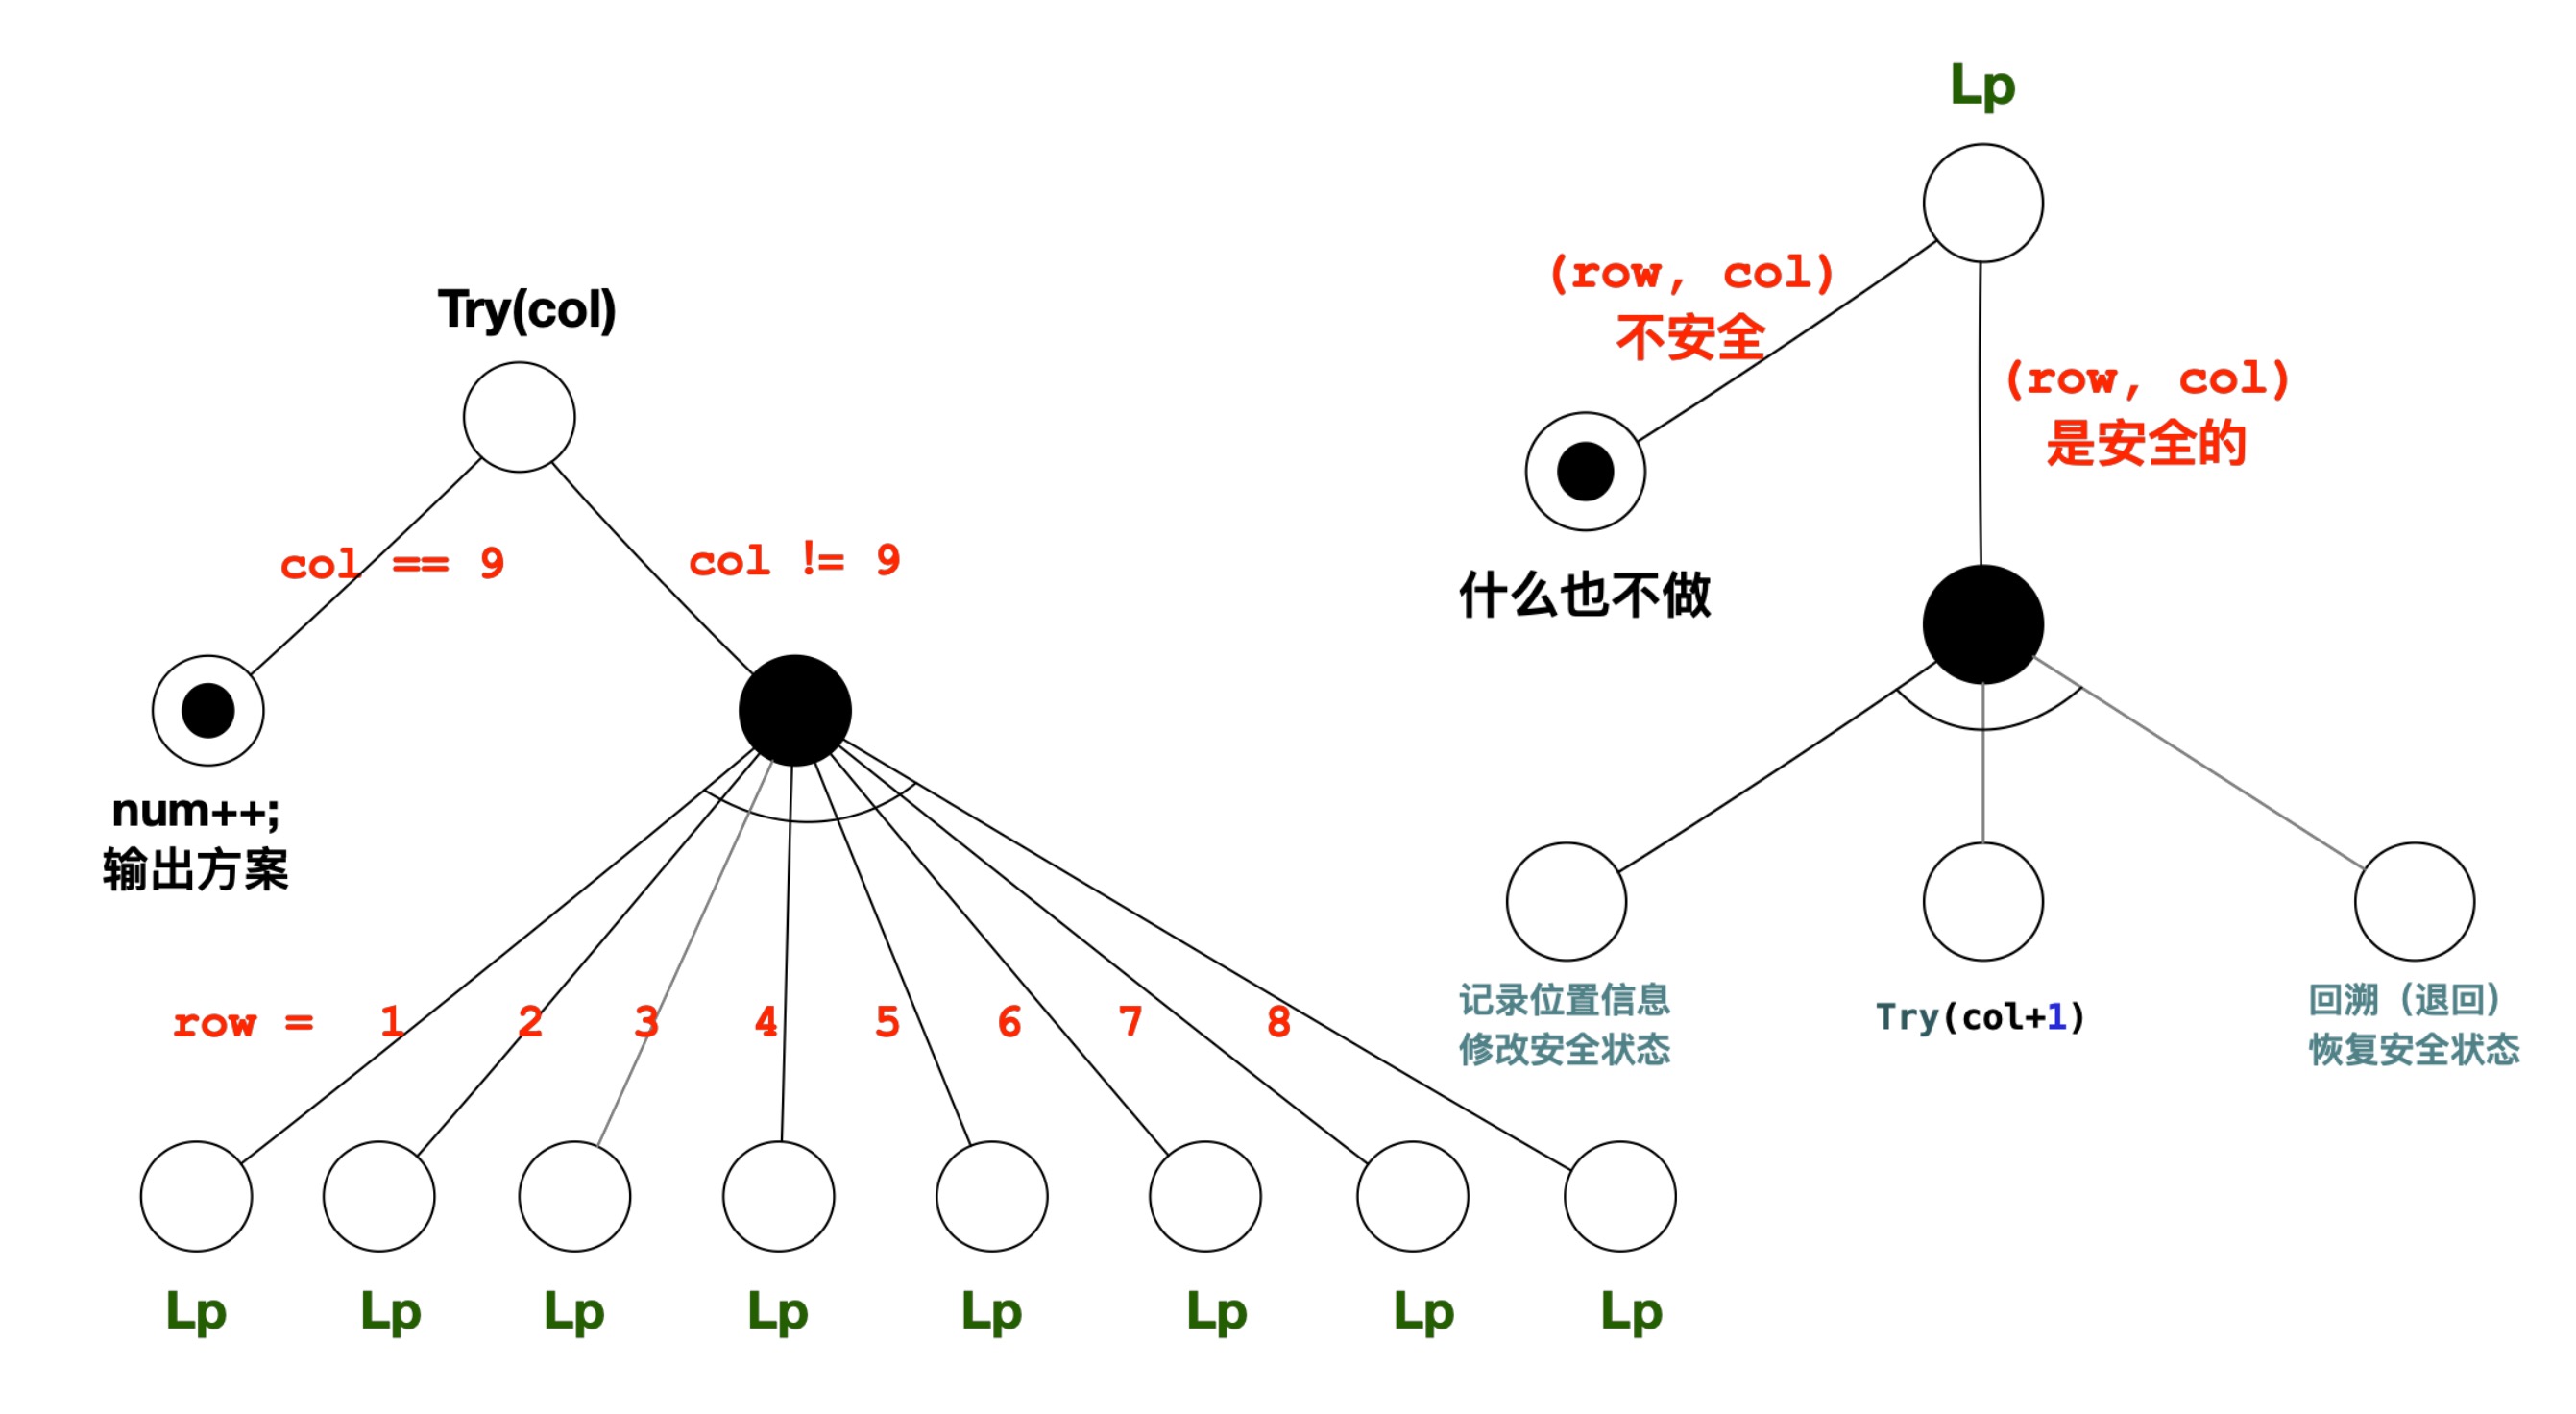 Try(col)
col == 9
col != 9
num++;
输出方案
row = 1 2 3 4 5 6 7 8
Lp Lp Lp Lp Lp Lp Lp Lp
Lp
(row, col)
不安全
(row, col)
是安全的
什么也不做
记录位置信息
修改安全状态
Try(col+1)
回溯（退回）
恢复安全状态